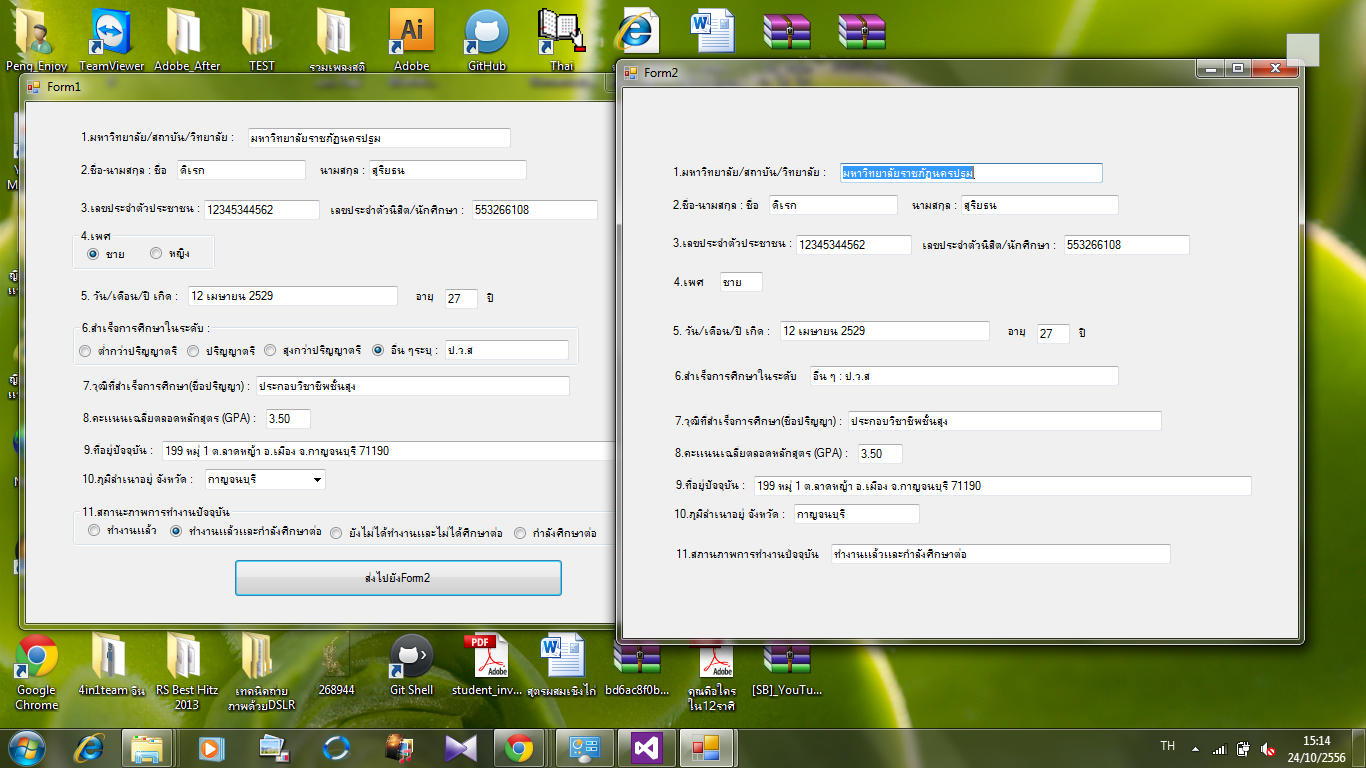 Peng_Enjoy TeamViewer Adobe_After TEST รวมเพลงสติ Adobe GitHub Thai
Form1
1.มหาวิทยาลัย/สถาบัน/วิทยาลัย : มหาวิทยาลัยราชภัฏนครปฐม
2.ชื่อ-นามสกุล : ชื่อ ดิเรก นามสกุล : สุริยธน
3.เลขประจำตัวประชาชน : 12345344562 เลขประจำตัวนิสิต/นักศึกษา : 553266108
4.เพศ
ชาย หญิง
5. วัน/เดือน/ปี เกิด : 12 เมษายน 2529 อายุ 27 ปี
6.สำเร็จการศึกษาในระดับ :
ต่ำกว่าปริญญาตรี ปริญญาตรี สูงกว่าปริญญาตรี อื่น ๆระบุ : ป.ว.ส
7.วุฒิที่สำเร็จการศึกษา(ชื่อปริญญา) : ประกอบวิชาชีพชั้นสูง
8.คะแนนเฉลี่ยตลอดหลักสูตร (GPA) : 3.50
9.ที่อยู่ปัจจุบัน : 199 หมุ่ 1 ต.ลาดหญ้า อ.เมือง จ.กาญจนบุรี 71190
10.ภูมิลำเนาอยู่ จังหวัด : กาญจนบุรี
11.สถานะภาพการทำงานปัจจุบัน
ทำงานแล้ว ทำงานแล้วและกำลังศึกษาต่อ ยังไม่ได้ทำงานและไม่ได้ศึกษาต่อ กำลังศึกษาต่อ
ส่งไปยังForm2
Form2
1.มหาวิทยาลัย/สถาบัน/วิทยาลัย : มหาวิทยาลัยราชภัฏนครปฐม
2.ชื่อ-นามสกุล : ชื่อ ดิเรก นามสกุล : สุริยธน
3.เลขประจำตัวประชาชน : 12345344562 เลขประจำตัวนิสิต/นักศึกษา : 553266108
4.เพศ ชาย
5. วัน/เดือน/ปี เกิด : 12 เมษายน 2529 อายุ 27 ปี
6.สำเร็จการศึกษาในระดับ อื่น ๆ : ป.ว.ส
7.วุฒิที่สำเร็จการศึกษา(ชื่อปริญญา) : ประกอบวิชาชีพชั้นสูง
8.คะแนนเฉลี่ยตลอดหลักสูตร (GPA) : 3.50
9.ที่อยู่ปัจจุบัน : 199 หมุ่ 1 ต.ลาดหญ้า อ.เมือง จ.กาญจนบุรี 71190
10.ภูมิลำเนาอยู่ จังหวัด : กาญจนบุรี
11.สถานภาพการทำงานปัจจุบัน ทำงานแล้วและกำลังศึกษาต่อ
Google Chrome
4in1team จีน
RS Best Hitz 2013
เทคนิคถ่าย
ภาพด้วยDSLR
268944
Git Shell
student_inv...
สูตรผสมเชิงไก่
bd6ac8f0b...
คุณคือใคร
ใน12ราศี
[SB]_YouTu...
TH
15:14
24/10/2556